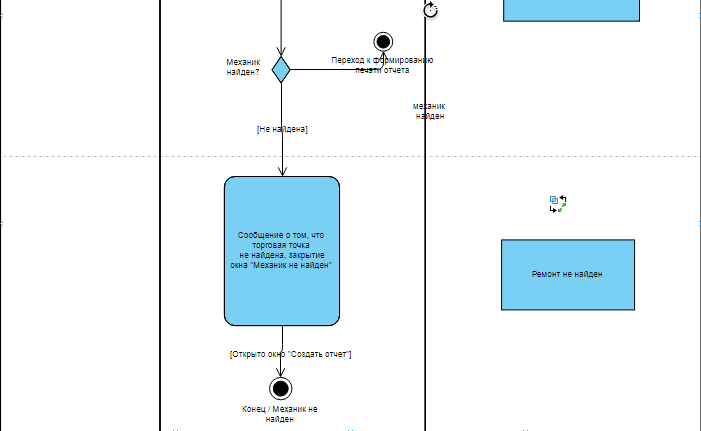 Механик
найден?
Переход к формированию
печати отчета
механик
найден
[Не найдена]
Сообщение о том, что
торговая точка
не найдена, закрытие
окна "Механик не найден"
Ремонт не найден
[Открыто окно "Создать отчет"]
Конец / Механик не
найден